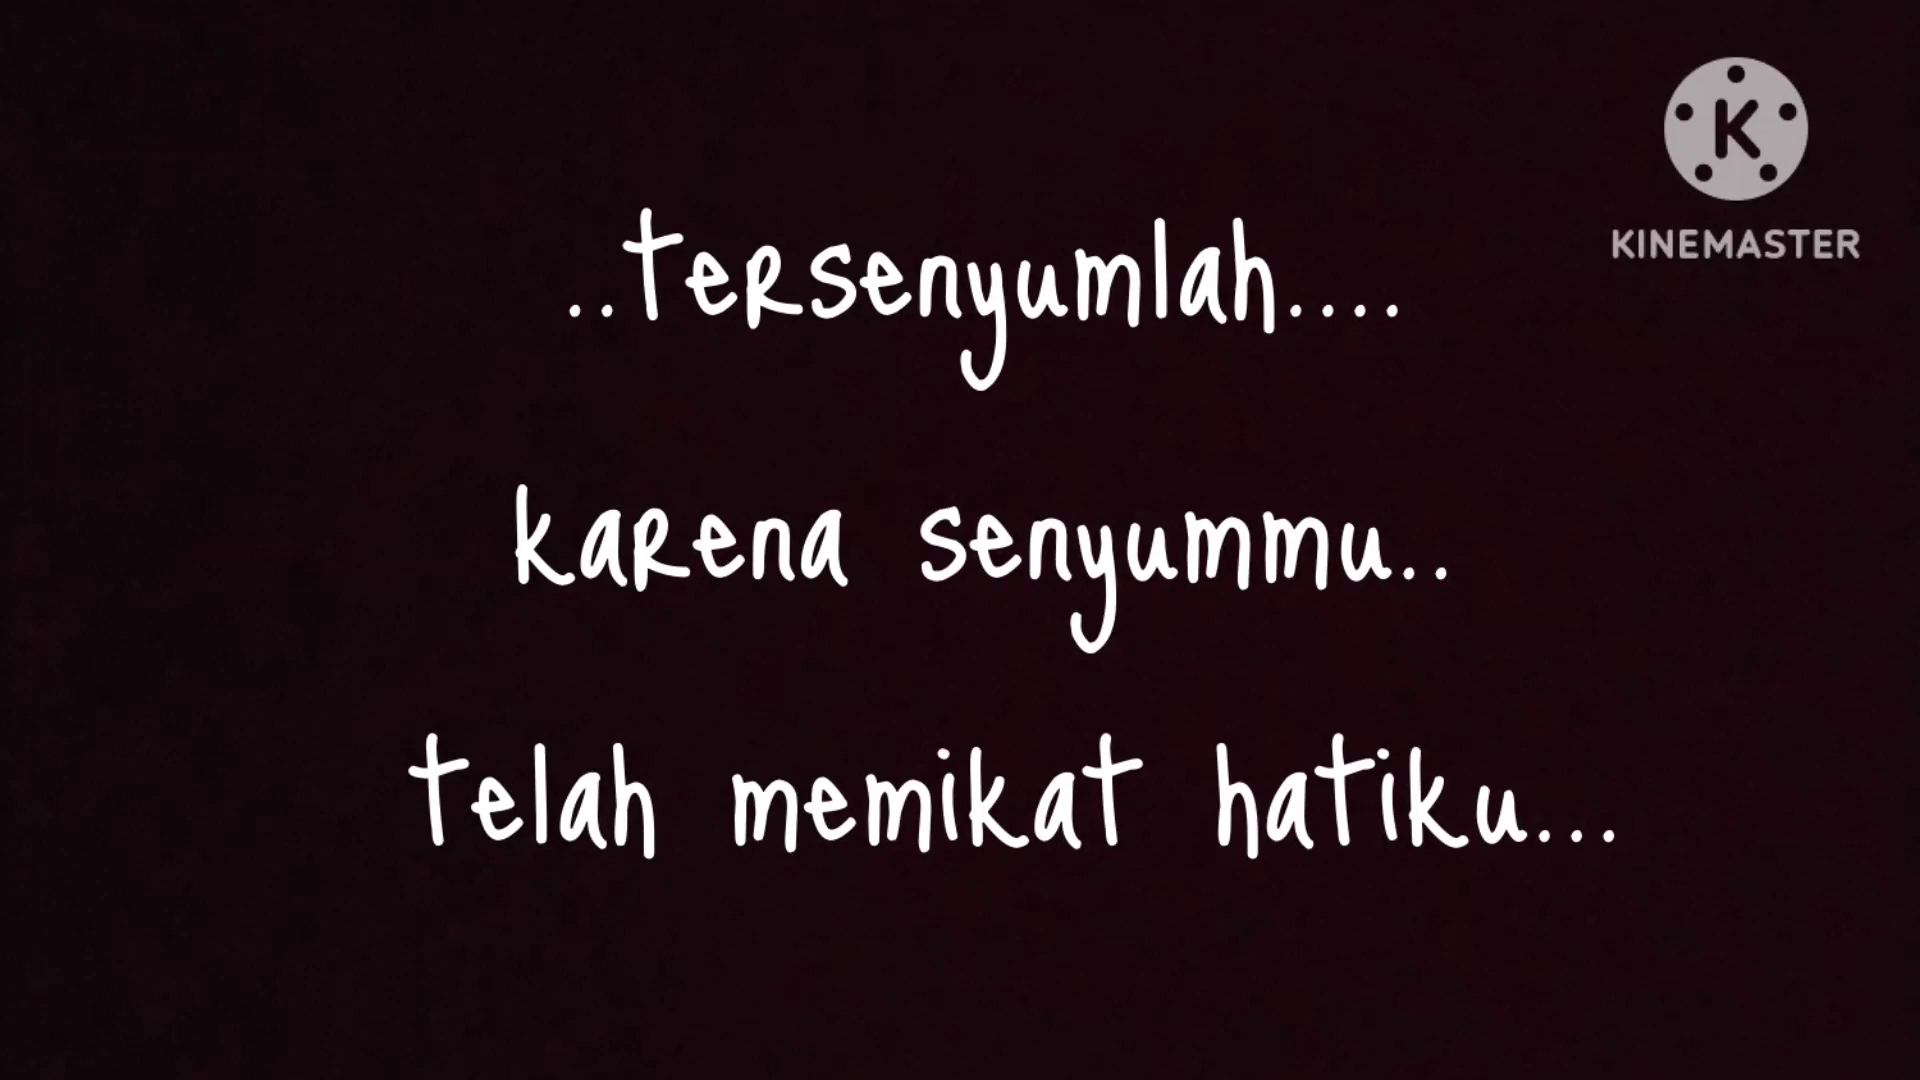 K
KINEMASTER
..tersenyumlah....
karena senyummu..
telah memikat hatiku...